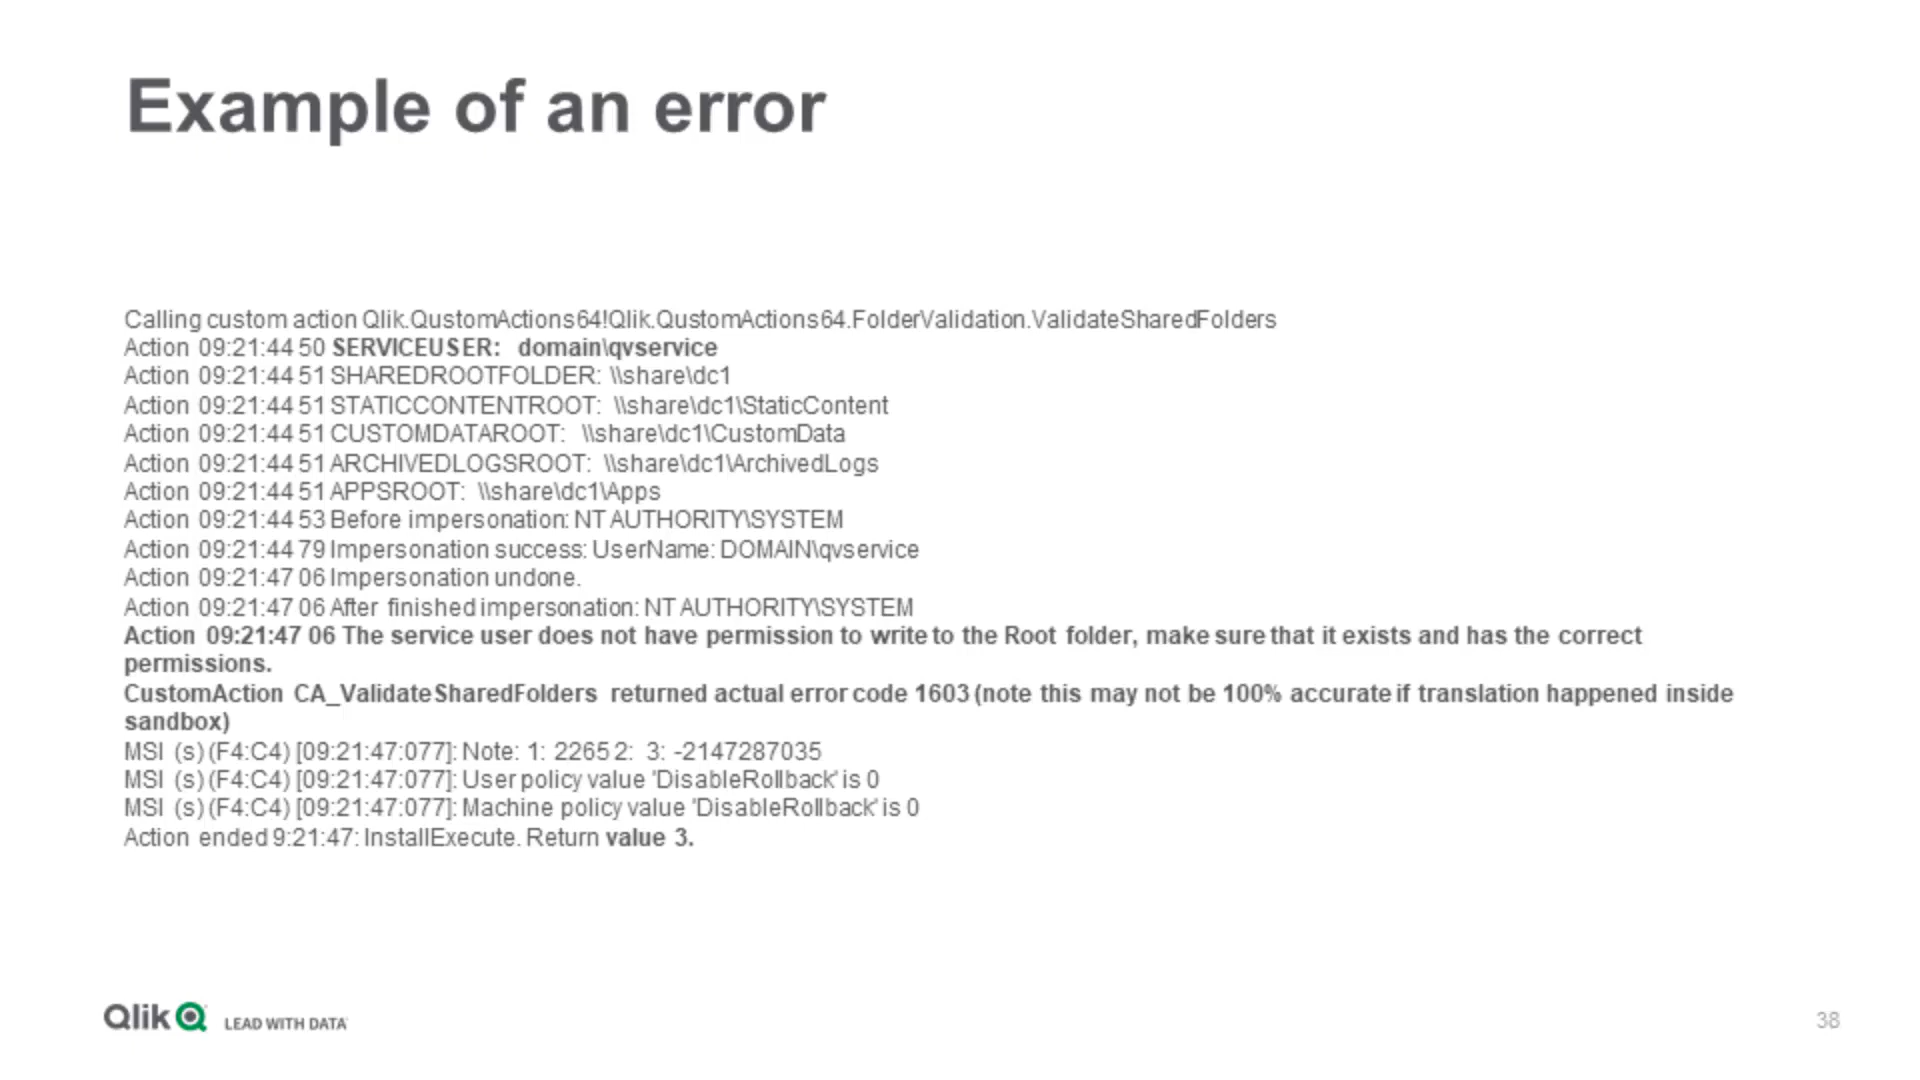 Example of an error
Calling custom action Qlik.QustomActions64!Qlik.QustomActions64.FolderValidation.ValidateSharedFolders
Action 09:21:44 50 SERVICEUSER: domain\qvservice
Action 09:21:44 51 SHAREDROOTFOLDER: \\share\dc1
Action 09:21:44 51 STATICCONTENTROOT: \\share\dc1\StaticContent
Action 09:21:44 51 CUSTOMDATAROOT: \\share\dc1\CustomData
Action 09:21:44 51 ARCHIVEDLOGSROOT: \\share\dc1\ArchivedLogs
Action 09:21:44 51 APPSROOT: \\share\dc1\Apps
Action 09:21:44 53 Before impersonation: NT AUTHORITY\SYSTEM
Action 09:21:44 79 Impersonation success: UserName: DOMAIN\qvservice
Action 09:21:47 06 Impersonation undone.
Action 09:21:47 06 After finished impersonation: NT AUTHORITY\SYSTEM
Action 09:21:47 06 The service user does not have permission to write to the Root folder, make sure that it exists and has the correct
permissions.
CustomAction CA_ValidateSharedFolders returned actual error code 1603 (note this may not be 100% accurate if translation happened inside
sandbox)
MSI (s) (F4:C4) [09:21:47:077]: Note: 1: 2265 2: 3: -2147287035
MSI (s) (F4:C4) [09:21:47:077]: User policy value 'DisableRollback' is 0
MSI (s) (F4:C4) [09:21:47:077]: Machine policy value 'DisableRollback' is 0
Action ended 9:21:47: InstallExecute. Return value 3.
Qlik LEAD WITH DATA
38